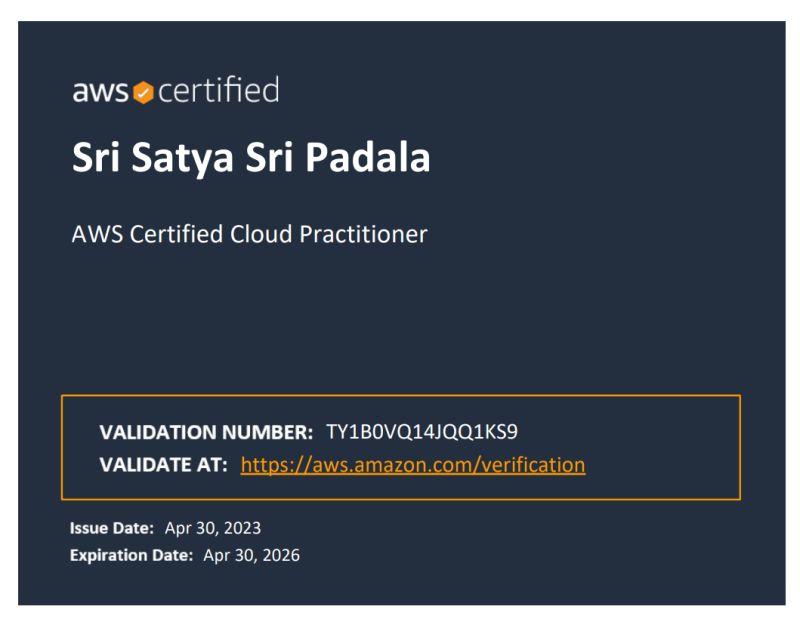 aws certified
Sri Satya Sri Padala
AWS Certified Cloud Practitioner
VALIDATION NUMBER: TY1B0VQ14JQQ1KS9
VALIDATE AT: https://aws.amazon.com/verification
Issue Date: Apr 30, 2023
Expiration Date: Apr 30, 2026